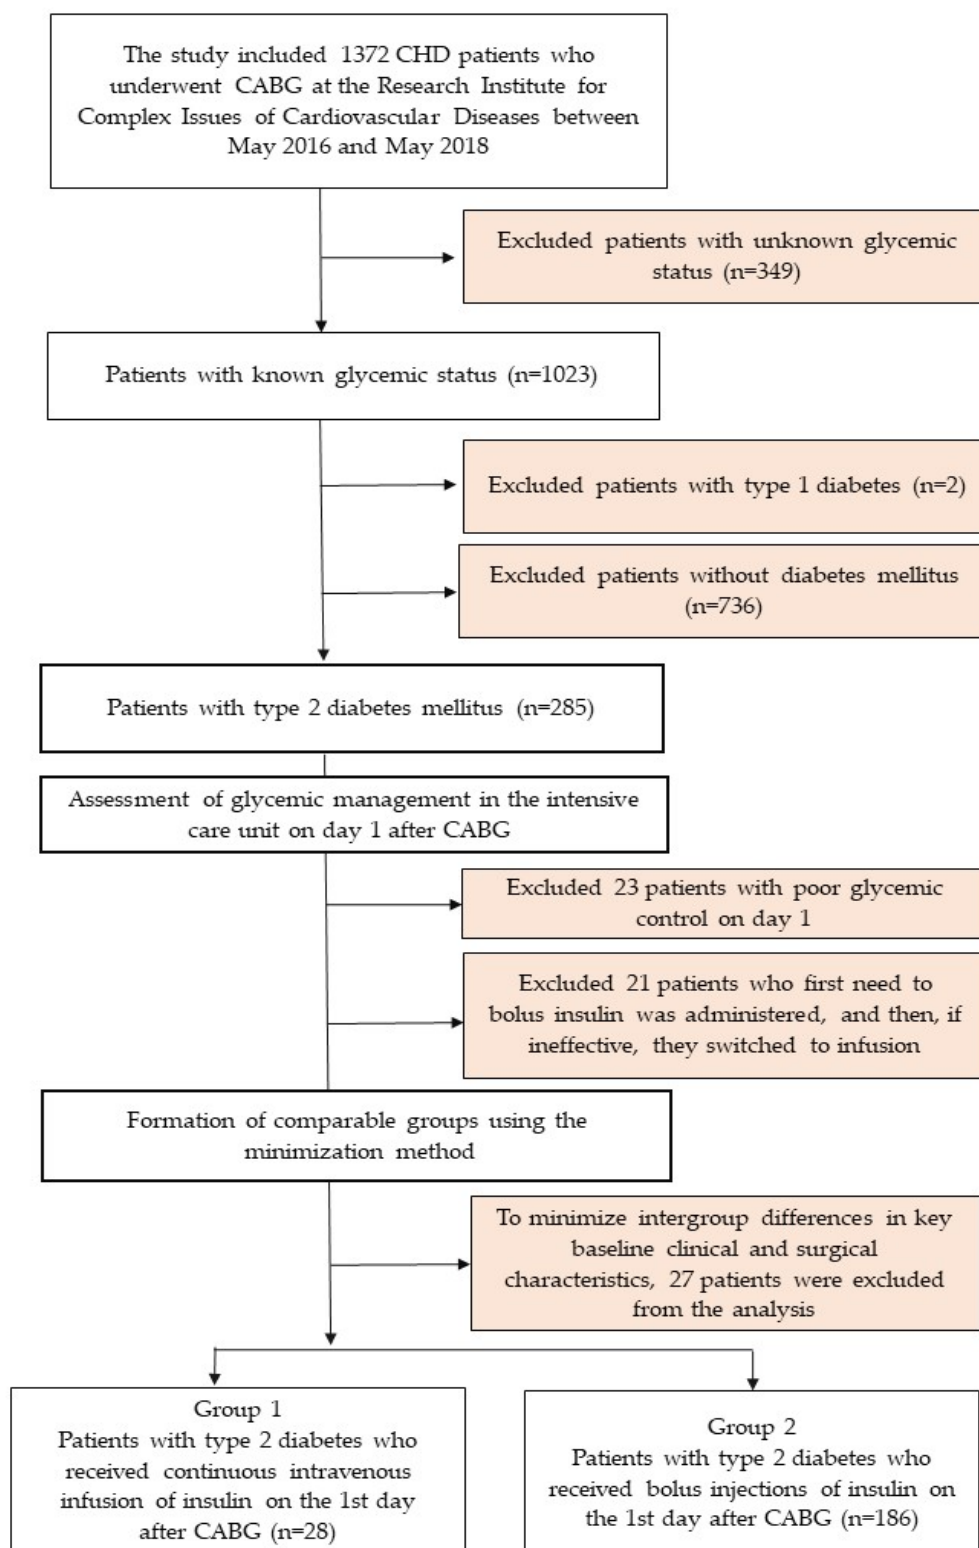 The study included 1372 CHD patients who
underwent CABG at the Research Institute for
Complex Issues of Cardiovascular Diseases between
May 2016 and May 2018
Excluded patients with unknown glycemic
status (n=349)
Patients with known glycemic status (n=1023)
Excluded patients with type 1 diabetes (n=2)
Excluded patients without diabetes mellitus
(n=736)
Patients with type 2 diabetes mellitus (n=285)
Assessment of glycemic management in the intensive
care unit on day 1 after CABG
Excluded 23 patients with poor glycemic
control on day 1
Excluded 21 patients who first need to
bolus insulin was administered, and then, if
ineffective, they switched to infusion
Formation of comparable groups using the
minimization method
To minimize intergroup differences in key
baseline clinical and surgical
characteristics, 27 patients were excluded
from the analysis
Group 1
Patients with type 2 diabetes who
received continuous intravenous
infusion of insulin on the 1st day
after CABG (n=28)
Group 2
Patients with type 2 diabetes who
received bolus injections of insulin on
the 1st day after CABG (n=186)